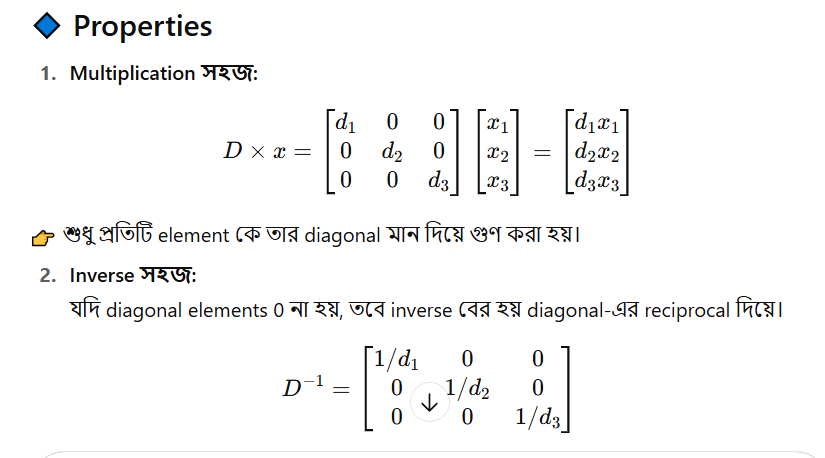 Properties
1. Multiplication সহজ:
D × x = [d₁ 0 0; 0 d₂ 0; 0 0 d₃] [x₁; x₂; x₃] = [d₁x₁; d₂x₂; d₃x₃]
👉 শুধু প্রতিটি element কে তার diagonal মান দিয়ে গুণ করা হয়।
2. Inverse সহজ:
যদি diagonal elements 0 না হয়, তবে inverse বের হয় diagonal-এর reciprocal দিয়ে।
D⁻¹ = [1/d₁ 0 0; 0 1/d₂ 0; 0 0 1/d₃]